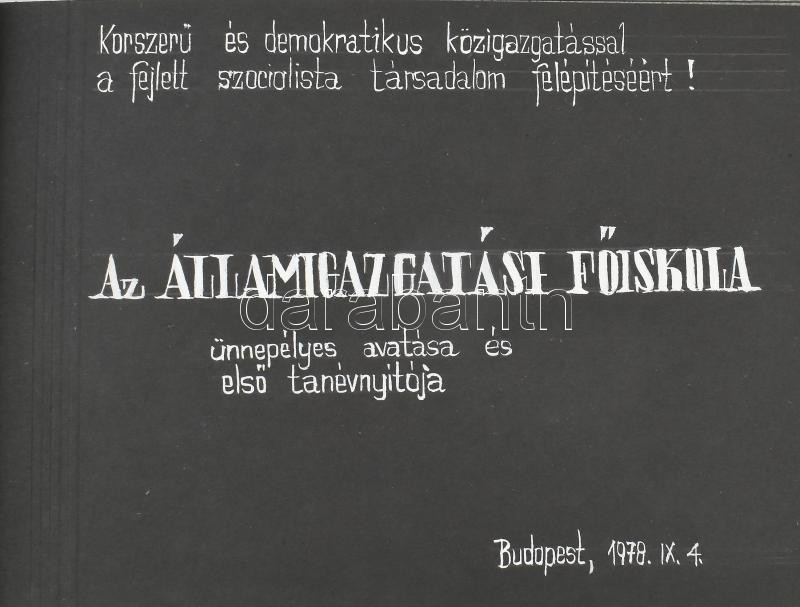 Korszerű és demokratikus közigazgatással
a fejlett szocialista társadalom felépítéséért!
Az ÁLLAMIGAZGATÁSI FŐISKOLA
darabanth
ünnepélyes avatása és
első tanévnyitója
Budapest, 1978. IX. 4.